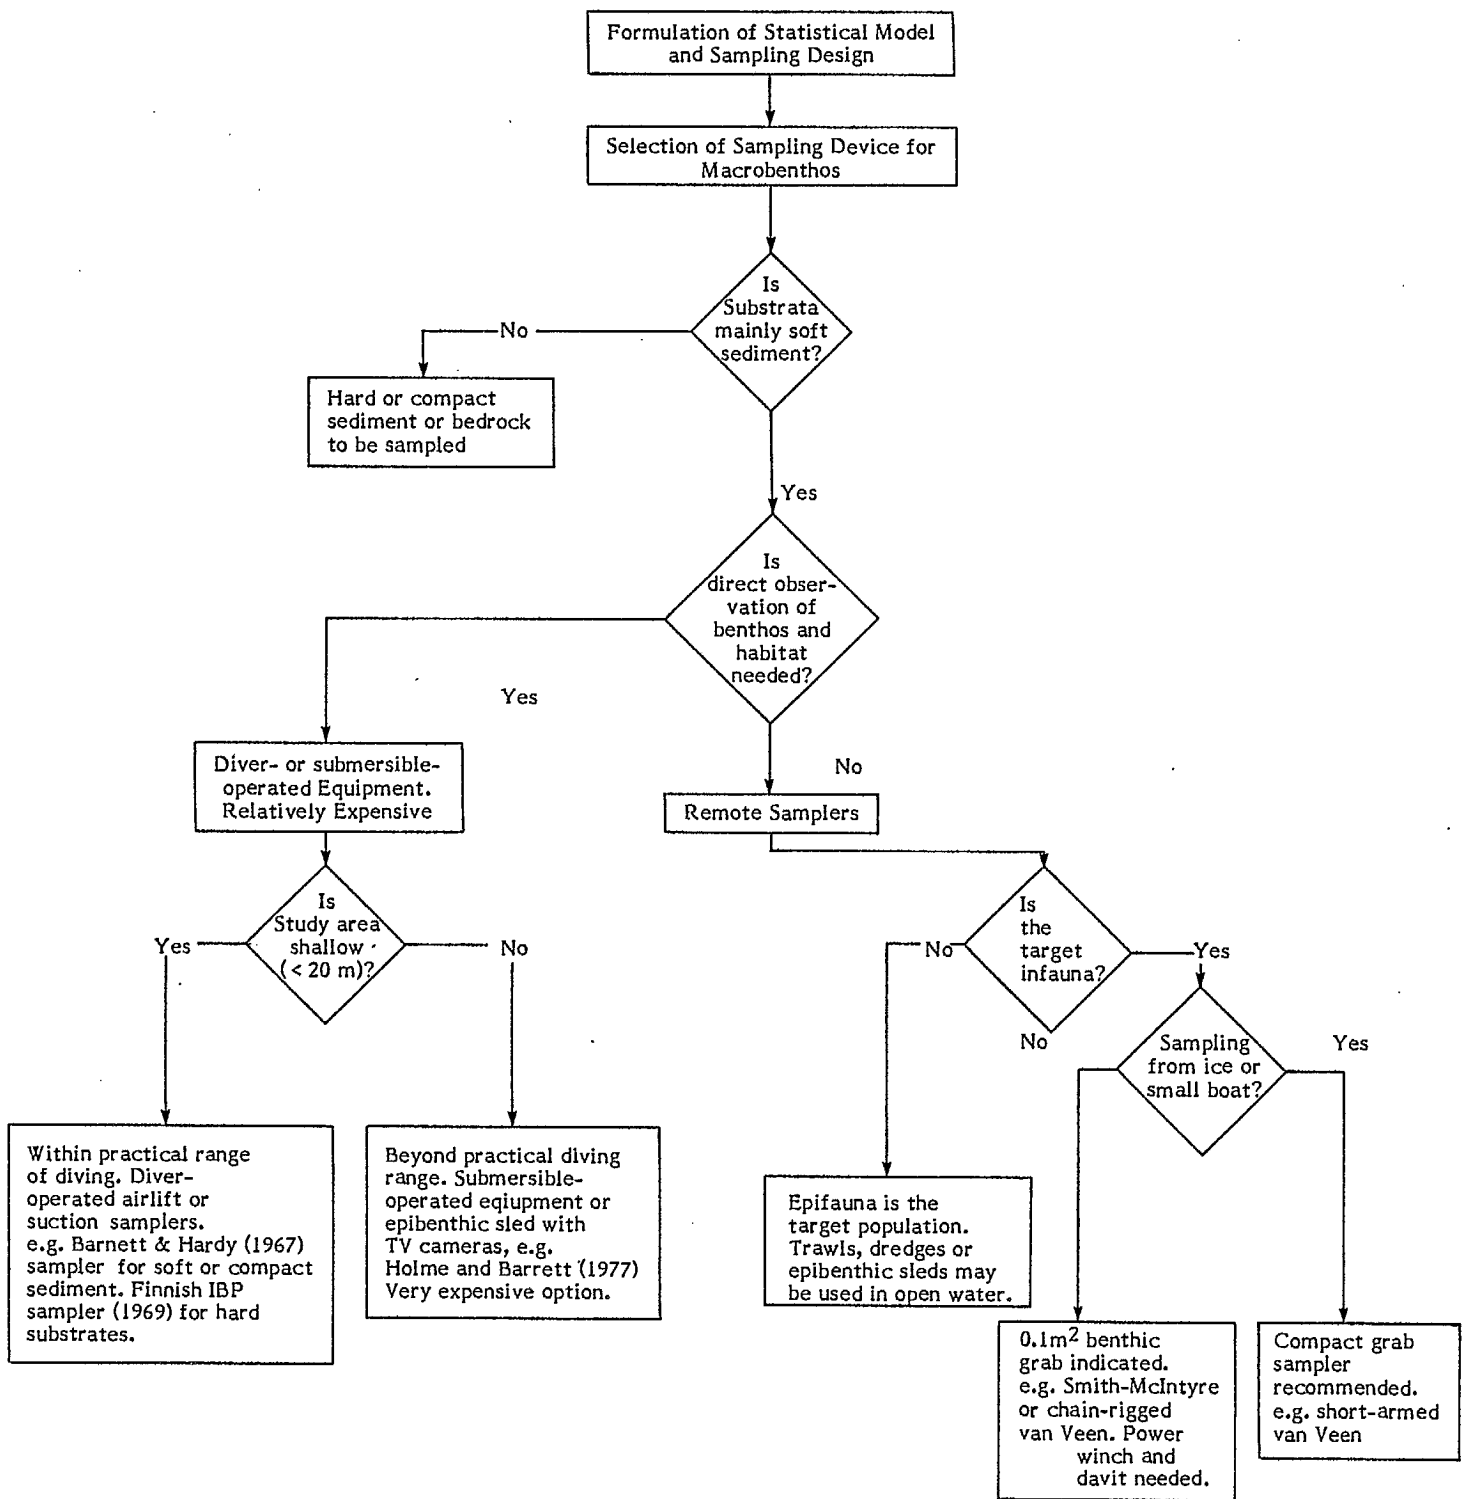 Formulation of Statistical Model
and Sampling Design
Selection of Sampling Device for
Macrobenthos
Is
Substrata
mainly soft
sediment?
No
Hard or compact
sediment or bedrock
to be sampled
Yes
Is
direct obser-
vation of
benthos and
habitat
needed?
Yes
No
Diver- or submersible-
operated Equipment.
Relatively Expensive
Remote Samplers
Is
Study area
shallow
(< 20 m)?
Yes
No
Is
the
target
infauna?
No
Yes
Sampling
from ice or
small boat?
No
Yes
Within practical range
of diving. Diver-
operated airlift or
suction samplers.
e.g. Barnett & Hardy (1967)
sampler for soft or compact
sediment. Finnish IBP
sampler (1969) for hard
substrates.
Beyond practical diving
range. Submersible-
operated eqiupment or
epibenthic sled with
TV cameras, e.g.
Holme and Barrett (1977)
Very expensive option.
Epifauna is the
target population.
Trawls, dredges or
epibenthic sleds may
be used in open water.
0.1m² benthic
grab indicated.
e.g. Smith-McIntyre
or chain-rigged
van Veen. Power
winch and
davit needed.
Compact grab
sampler
recommended.
e.g. short-armed
van Veen